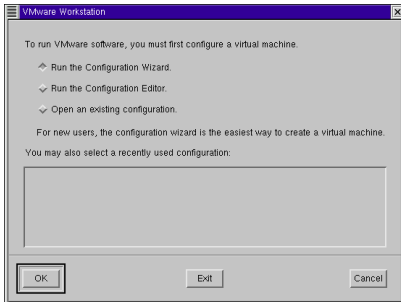 VMware Workstation
To run VMware software, you must first configure a virtual machine.
Run the Configuration Wizard.
Run the Configuration Editor.
Open an existing configuration.
For new users, the configuration wizard is the easiest way to create a virtual machine.
You may also select a recently used configuration:
OK Exit Cancel